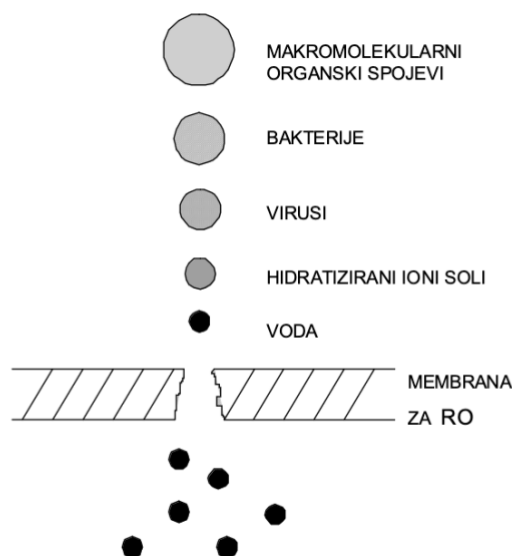 MAKROMOLEKULARNI
ORGANSKI SPOJEVI
BAKTERIJE
VIRUSI
HIDRATIZIRANI IONI SOLI
VODA
MEMBRANA
ZA RO